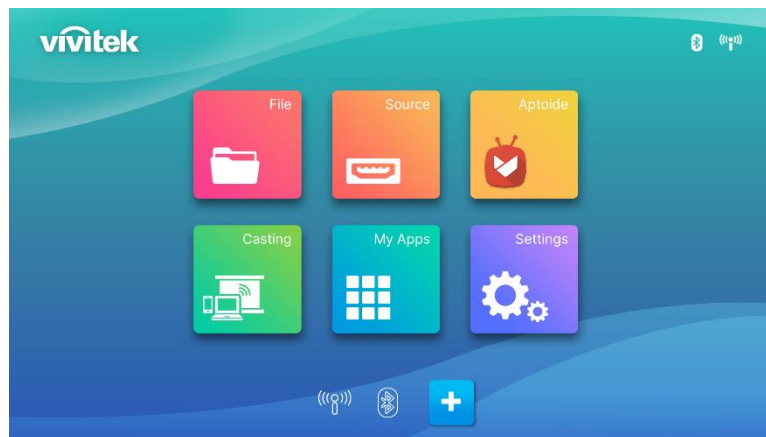 vivitek
File
Source
Aptoide
Casting
My Apps
Settings